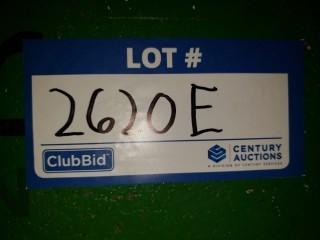 LOT #
2620E
ClubBid
CENTURY
AUCTIONS
A DIVISION OF CENTURY SERVICES